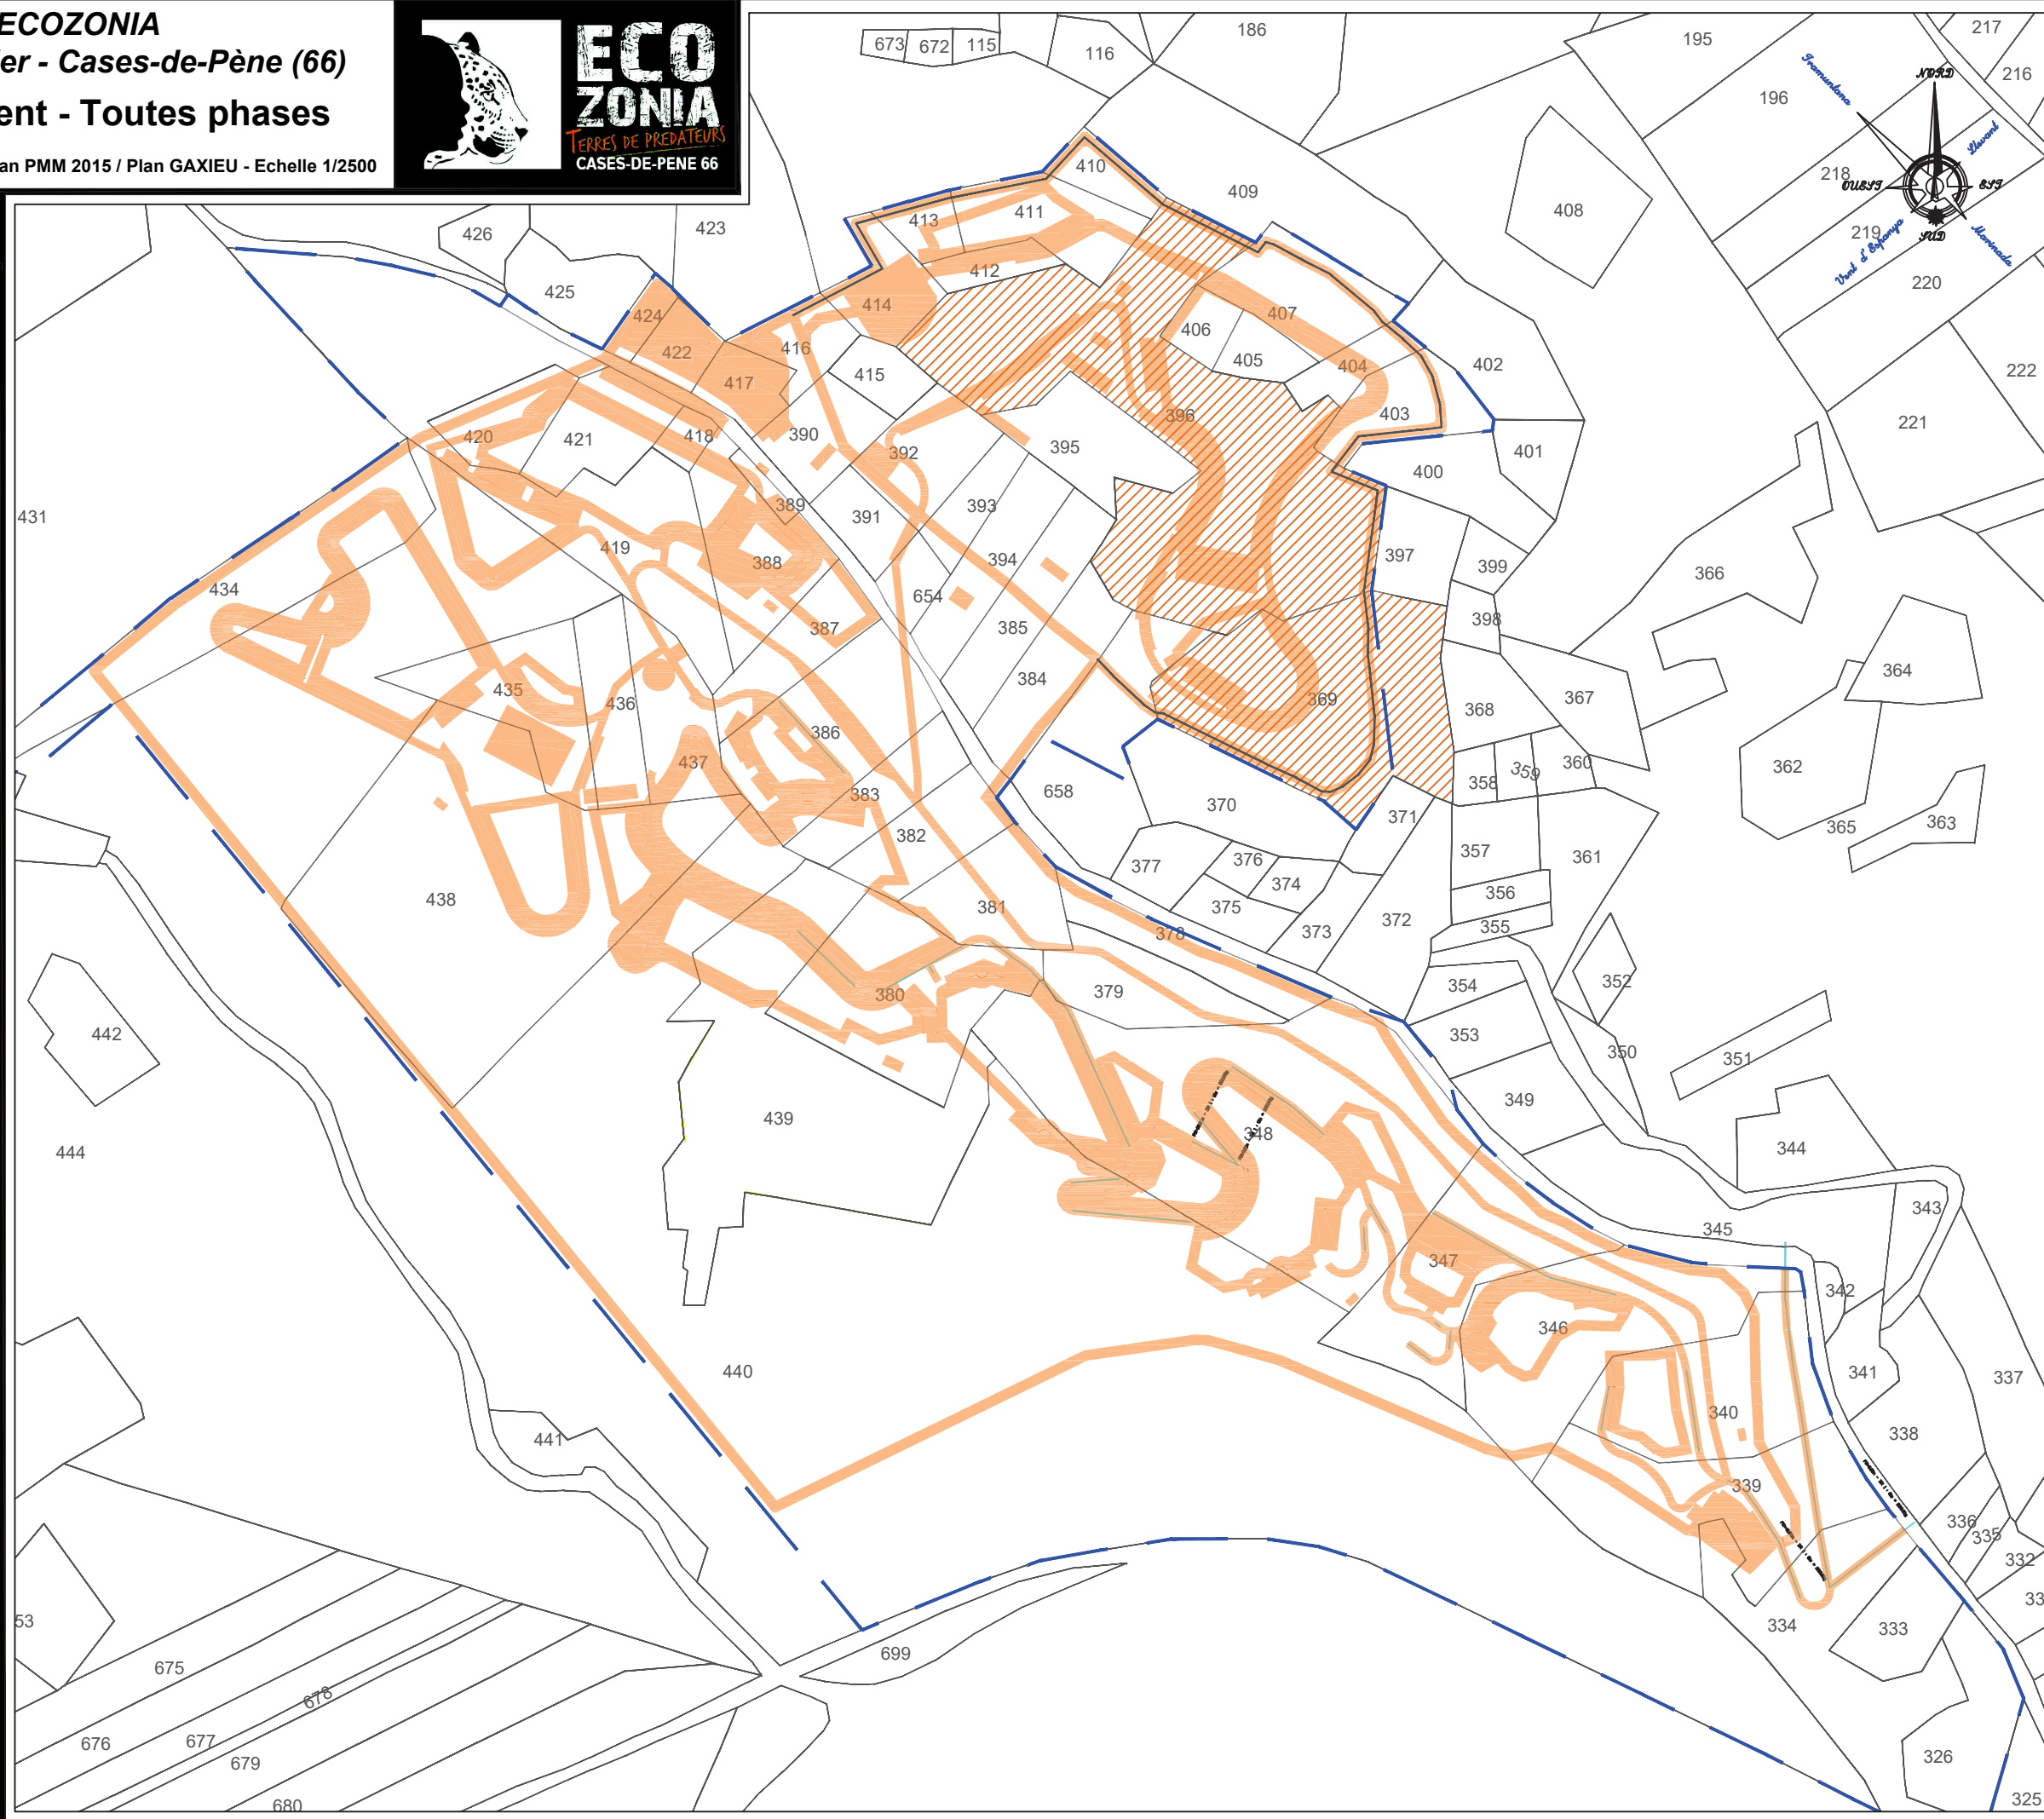 ECOZONIA
er - Cases-de-Pène (66)
ent - Toutes phases
an PMM 2015 / Plan GAXIEU - Echelle 1/2500
ECO
ZONIA
TERRES DE PREDATEURS
CASES-DE-PENE 66
673 672 115 116 186 195 217
216
196
Tramuntana
NORD
Llevant
218 OUEST EST
219 SUD
Vent d'Espanya
Marinada
220
410 409 408
413 411
426 423
412
425
414 407
424 406
422 416 405 404 402 222
417 415
396 403 221
420 421 418 390 392 395 400 401
431 389 391 393
419 388 394 397 399 366
434 654
387 385 398
435 436 384 369 368 367 364
386
437 658 370 358 359 360 362
383 371
382 377 376 374 357 361 365 363
438 381 375 373 372 356
378 355
380 379 354 352
442 353 350 351
439 348 349
444 344
343
345
347 342
346
440 341 337
340 338
441
339
336
335
332
53 334 333 33
675 699
678
676 677
679 326
680 325